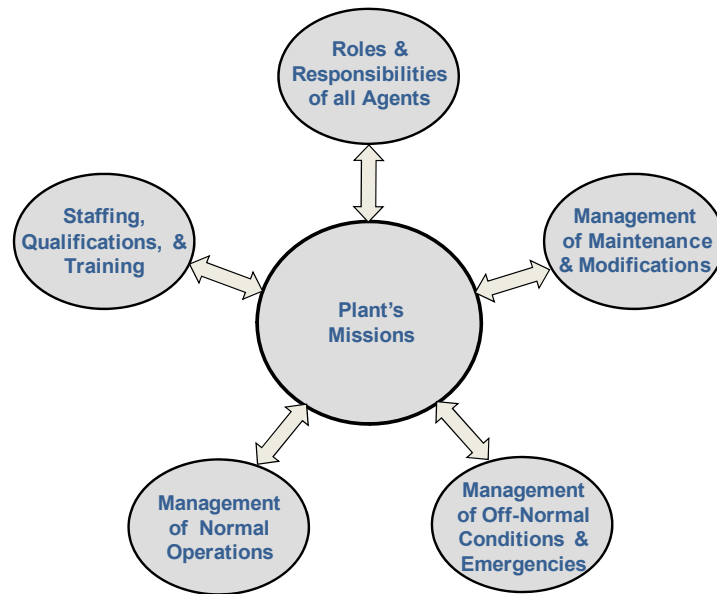 Roles &
Responsibilities
of all Agents
Staffing,
Qualifications, &
Training
Management
of Maintenance
& Modifications
Plant's
Missions
Management
of Normal
Operations
Management
of Off-Normal
Conditions &
Emergencies